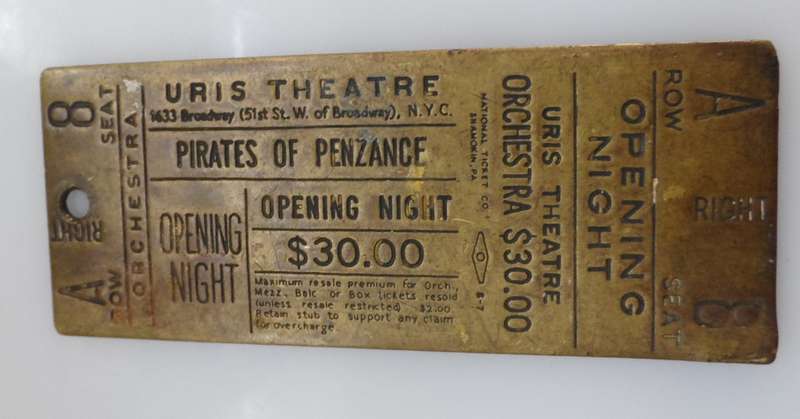 8
SEAT
RIGHT
A
ROW
ORCHESTRA
URIS THEATRE
1633 Broadway (51st St. W. of Broadway), N.Y.C.
PIRATES OF PENZANCE
OPENING
NIGHT
OPENING NIGHT
$30.00
Maximum resale premium for Orch.,
Mezz., Balc. or Box tickets resold
(unless resale restricted) $2.00.
Retain stub to support any claim
for overcharge.
NATIONAL TICKET CO.
SHAMOKIN, PA.
8-7
ORCHESTRA $30.00
URIS THEATRE
OPENING
NIGHT
ROW
A
RIGHT
SEAT
8